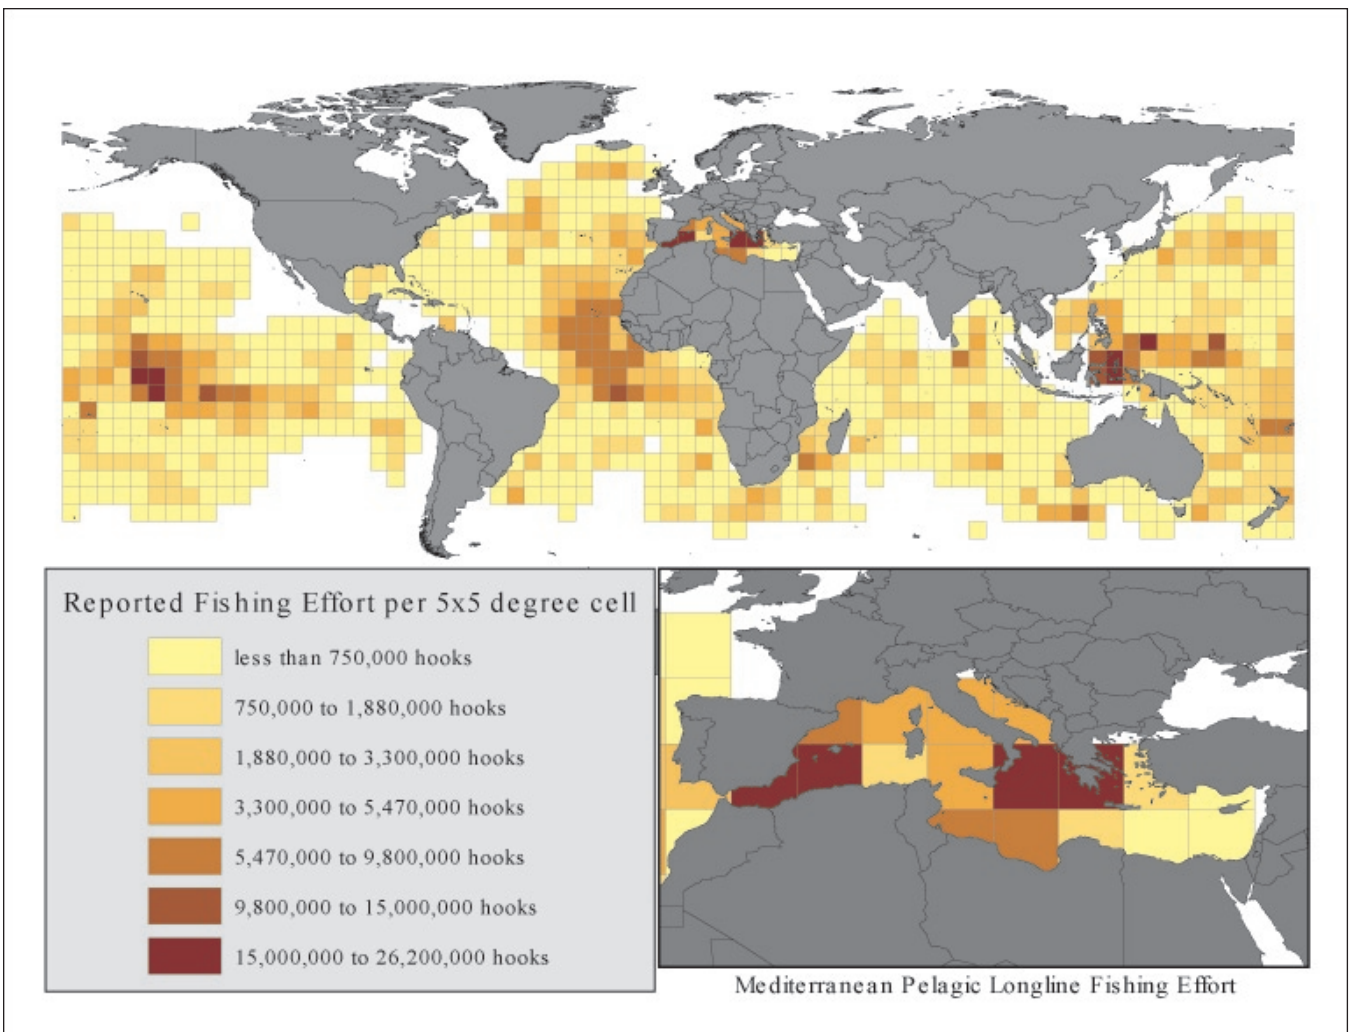 Reported Fishing Effort per 5x5 degree cell
less than 750,000 hooks
750,000 to 1,880,000 hooks
1,880,000 to 3,300,000 hooks
3,300,000 to 5,470,000 hooks
5,470,000 to 9,800,000 hooks
9,800,000 to 15,000,000 hooks
15,000,000 to 26,200,000 hooks
Mediterranean Pelagic Longline Fishing Effort